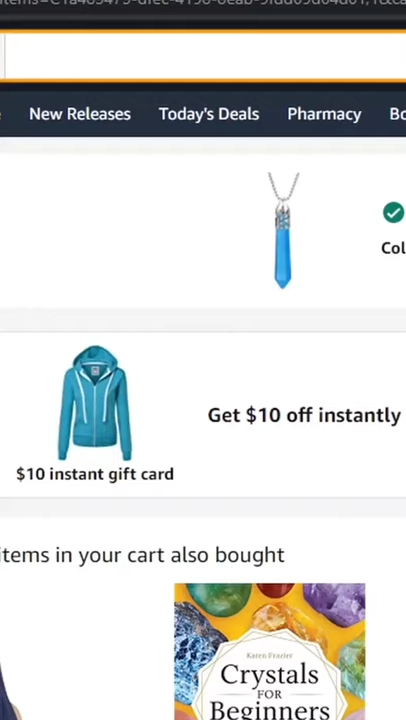 New Releases Today's Deals Pharmacy
Col
Get $10 off instantly
$10 instant gift card
items in your cart also bought
Karen Frazier
Crystals
FOR
Beginners